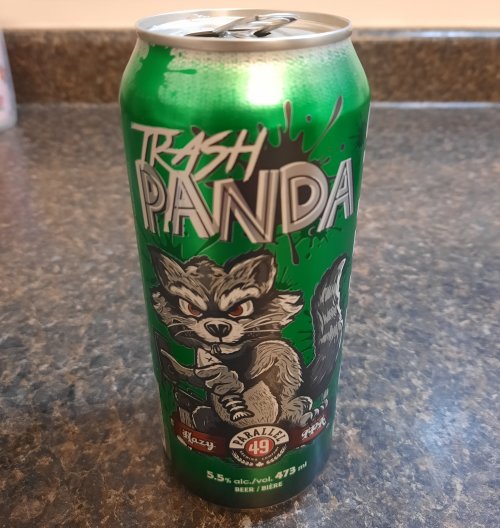 TRASH
PANDA
Hazy IPA
PARALLEL
49
5.5% alc./vol. 473 ml
BEER / BIÈRE